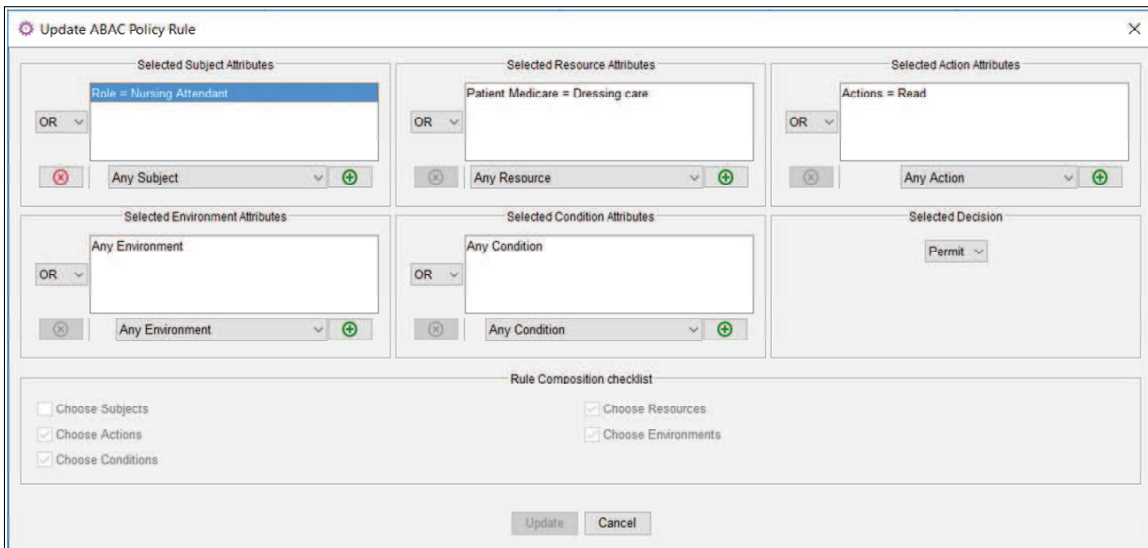 Update ABAC Policy Rule
Selected Subject Attributes
OR
Role = Nursing Attendant
Any Subject
Selected Resource Attributes
OR
Patient Medicare = Dressing care
Any Resource
Selected Action Attributes
OR
Actions = Read
Any Action
Selected Environment Attributes
Any Environment
OR
Any Environment
Selected Condition Attributes
Any Condition
OR
Any Condition
Selected Decision
Permit
Rule Composition checklist
Choose Subjects
Choose Resources
Choose Actions
Choose Environments
Choose Conditions
Update
Cancel